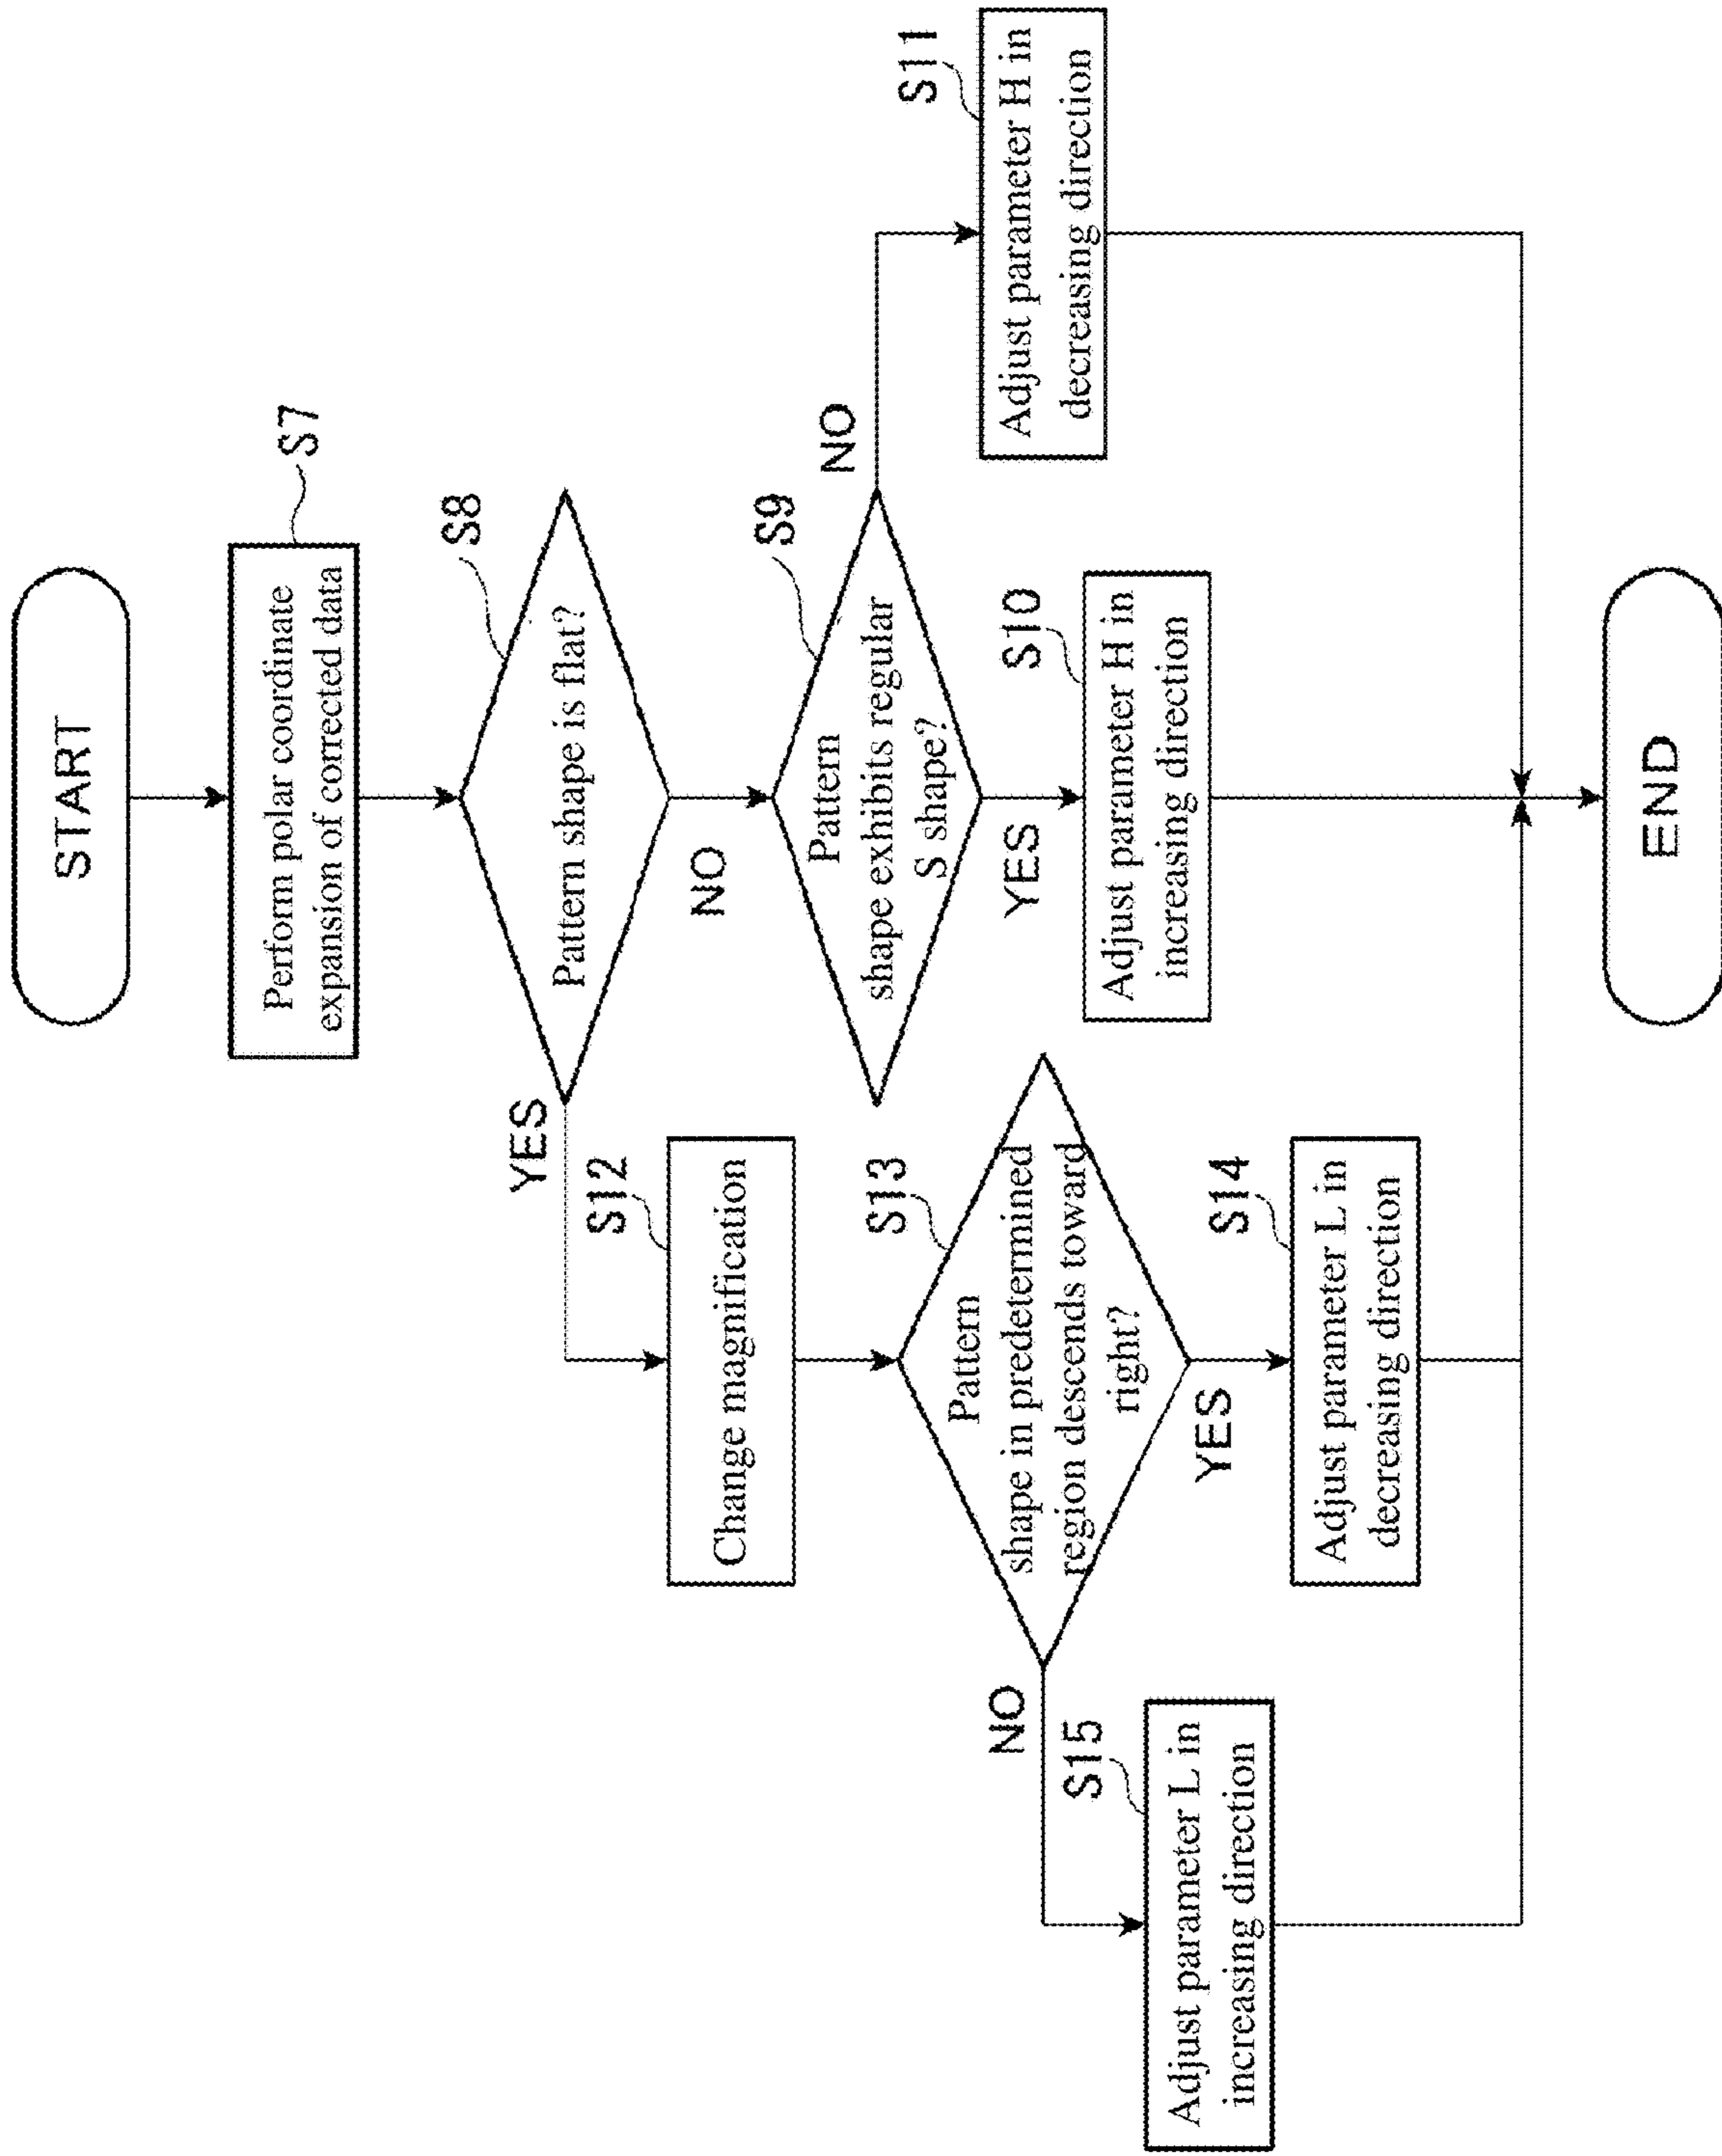 START
S7
Perform polar coordinate
expansion of corrected data
S8
Pattern shape is flat?
YES
NO
S9
Pattern
shape exhibits regular
S shape?
NO
YES
S10
Adjust parameter H in
increasing direction
S11
Adjust parameter H in
decreasing direction
S12
Change magnification
S13
Pattern
shape in predetermined
region descends toward
right?
NO
YES
S14
Adjust parameter L in
decreasing direction
S15
Adjust parameter L in
increasing direction
END